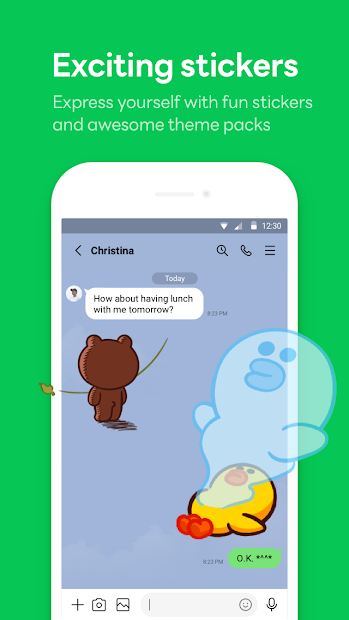 Exciting stickers
Express yourself with fun stickers
and awesome theme packs
12:30
Christina
Today
How about having lunch
with me tomorrow?
8:23 PM
8:23 PM
O.K. *^^*